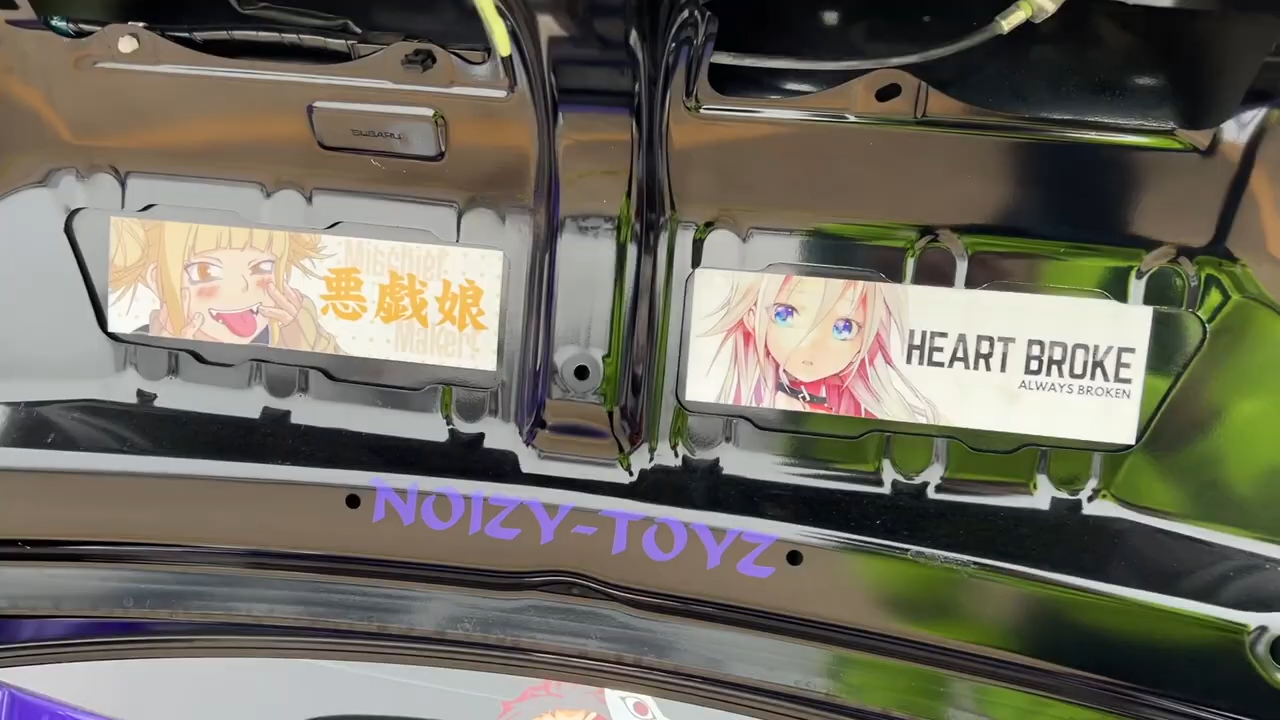 SUBARU
Mischief
悪戯娘
Maker!
HEART BROKE
ALWAYS BROKEN
NOIZY-TOYZ